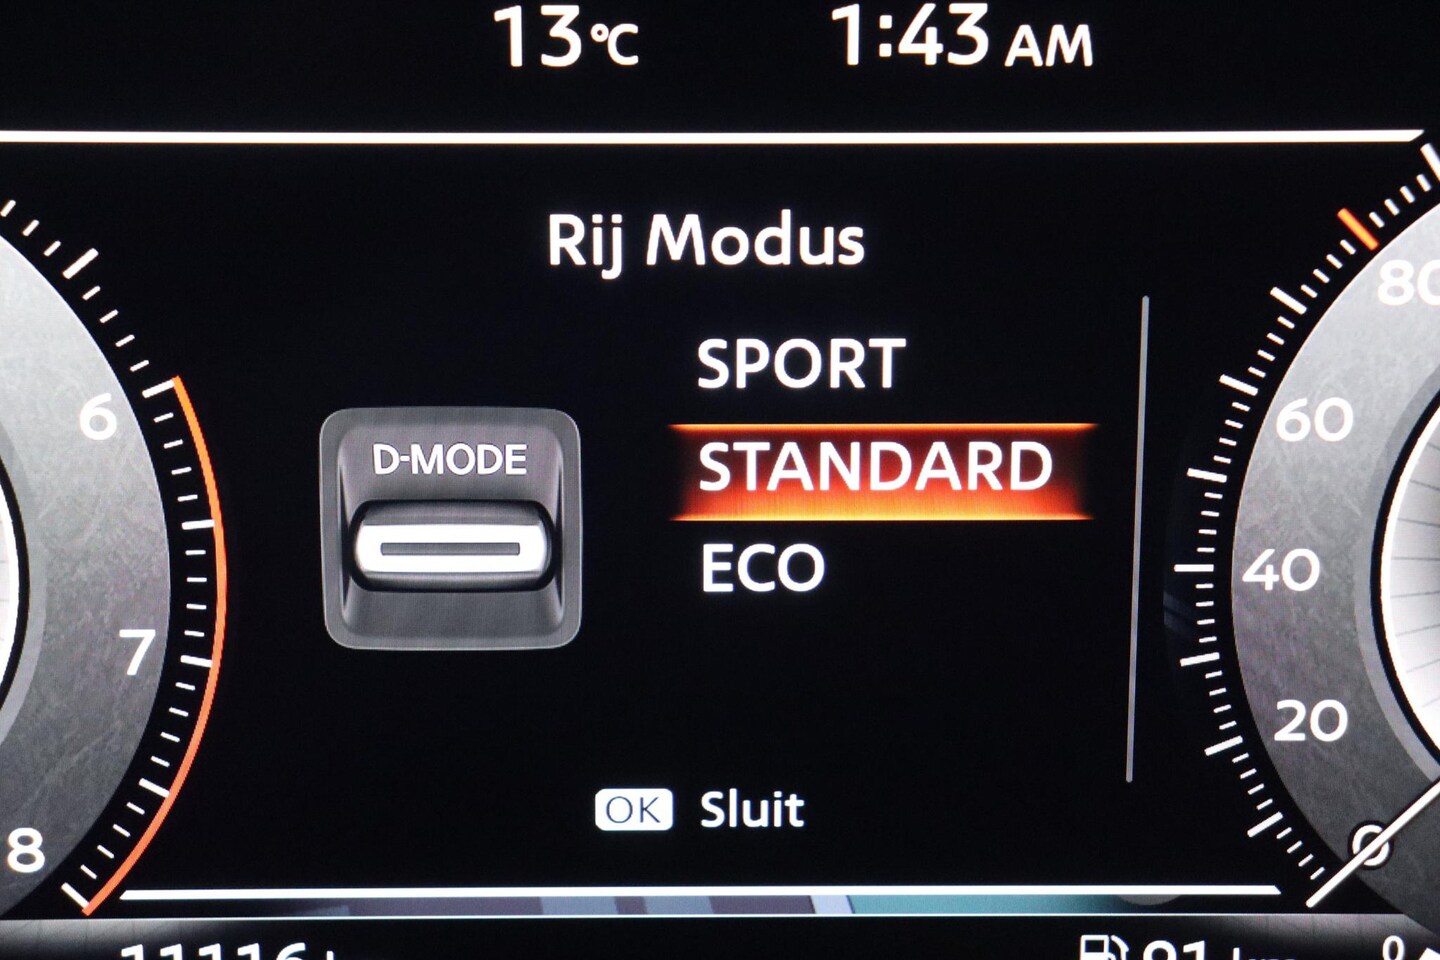 13°C 1:43 AM
Rij Modus
SPORT
D-MODE
STANDARD
ECO
OK Sluit
6
7
8
80
60
40
20
0